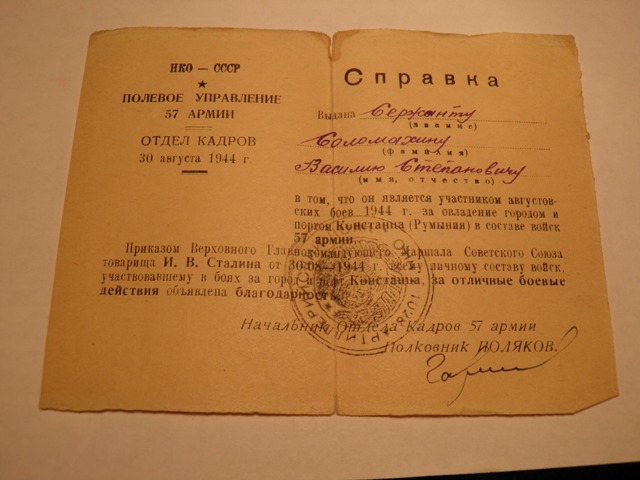 НКО — СССР
★
ПОЛЕВОЕ УПРАВЛЕНИЕ
57 АРМИИ
ОТДЕЛ КАДРОВ
30 августа 1944 г.
Справка
Выдана Сержанту
(звание)
Соломахину
(фамилия)
Василию Степановичу
(имя, отчество)
в том, что он является участником августов-
ских боев 1944 г. за овладение городом и
портом Констанца (Румыния) в составе войск
57 армии.
Приказом Верховного Главнокомандующего Маршала Советского Союза
товарища И. В. Сталина от 30.08—1944 г. всему личному составу войск,
участвовавшему в боях за город и порт Констанца, за отличные боевые
действия объявлена благодарность.
Начальник Отдела Кадров 57 армии
Полковник ПОЛЯКОВ.
1028 АРТИЛЛЕРИЙСКИЙ